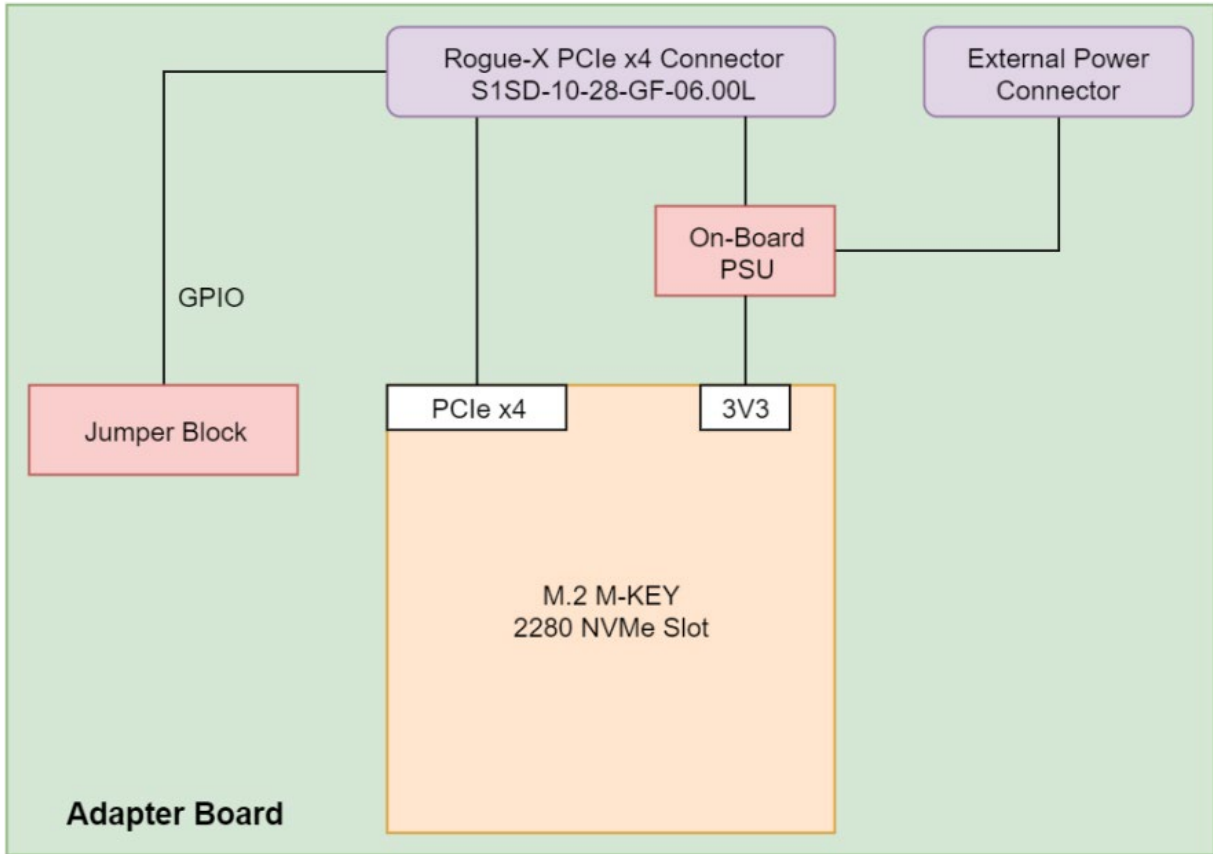 Rogue-X PCIe x4 Connector
S1SD-10-28-GF-06.00L
External Power
Connector
On-Board
PSU
GPIO
Jumper Block
PCIe x4
3V3
M.2 M-KEY
2280 NVMe Slot
Adapter Board